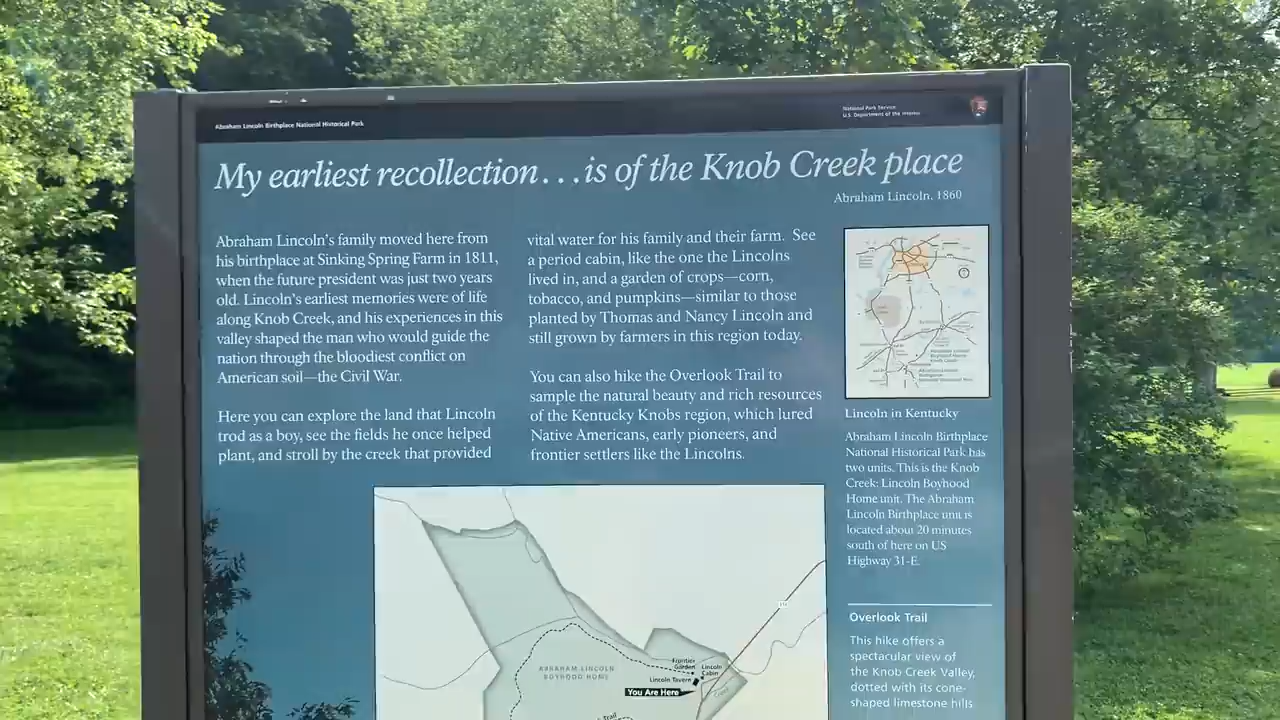 Abraham Lincoln Birthplace National Historical Park
National Park Service
U.S. Department of the Interior
My earliest recollection...is of the Knob Creek place
Abraham Lincoln, 1860
Abraham Lincoln's family moved here from
his birthplace at Sinking Spring Farm in 1811,
when the future president was just two years
old. Lincoln's earliest memories were of life
along Knob Creek, and his experiences in this
valley shaped the man who would guide the
nation through the bloodiest conflict on
American soil—the Civil War.
Here you can explore the land that Lincoln
trod as a boy, see the fields he once helped
plant, and stroll by the creek that provided
vital water for his family and their farm. See
a period cabin, like the one the Lincolns
lived in, and a garden of crops—corn,
tobacco, and pumpkins—similar to those
planted by Thomas and Nancy Lincoln and
still grown by farmers in this region today.
You can also hike the Overlook Trail to
sample the natural beauty and rich resources
of the Kentucky Knobs region, which lured
Native Americans, early pioneers, and
frontier settlers like the Lincolns.
Lincoln in Kentucky
Abraham Lincoln Birthplace
National Historical Park has
two units. This is the Knob
Creek: Lincoln Boyhood
Home unit. The Abraham
Lincoln Birthplace unit is
located about 20 minutes
south of here on US
Highway 31-E.
Overlook Trail
This hike offers a
spectacular view of
the Knob Creek Valley,
dotted with its cone-
shaped limestone hills
ABRAHAM LINCOLN
BOYHOOD HOME
Frontier
Garden
Lincoln
Cabin
Lincoln Tavern
You Are Here
Trail